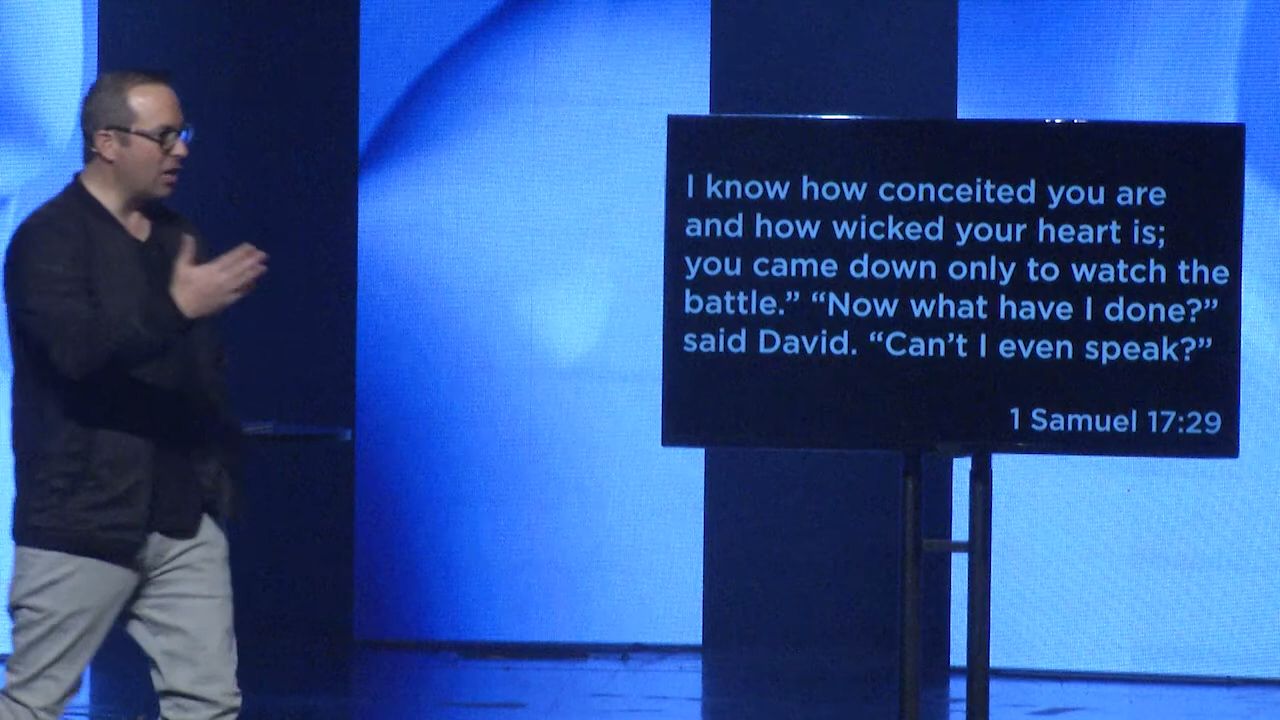 I know how conceited you are
and how wicked your heart is;
you came down only to watch the
battle.” “Now what have I done?”
said David. “Can’t I even speak?”
1 Samuel 17:29